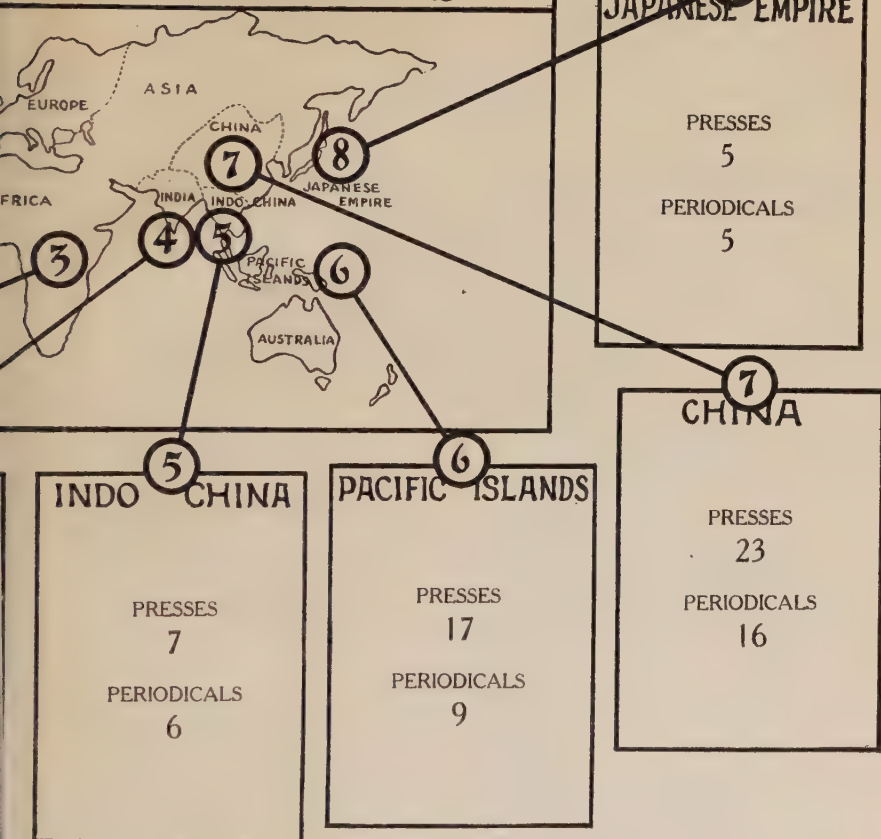 EUROPE
ASIA
CHINA
7
8
JAPANESE
EMPIRE
FRICA
INDIA
INDO CHINA
3
4
5
PACIFIC
ISLANDS
6
AUSTRALIA
JAPANESE EMPIRE
PRESSES
5
PERIODICALS
5
7
CHINA
PRESSES
23
PERIODICALS
16
5
INDO CHINA
PRESSES
7
PERIODICALS
6
6
PACIFIC ISLANDS
PRESSES
17
PERIODICALS
9